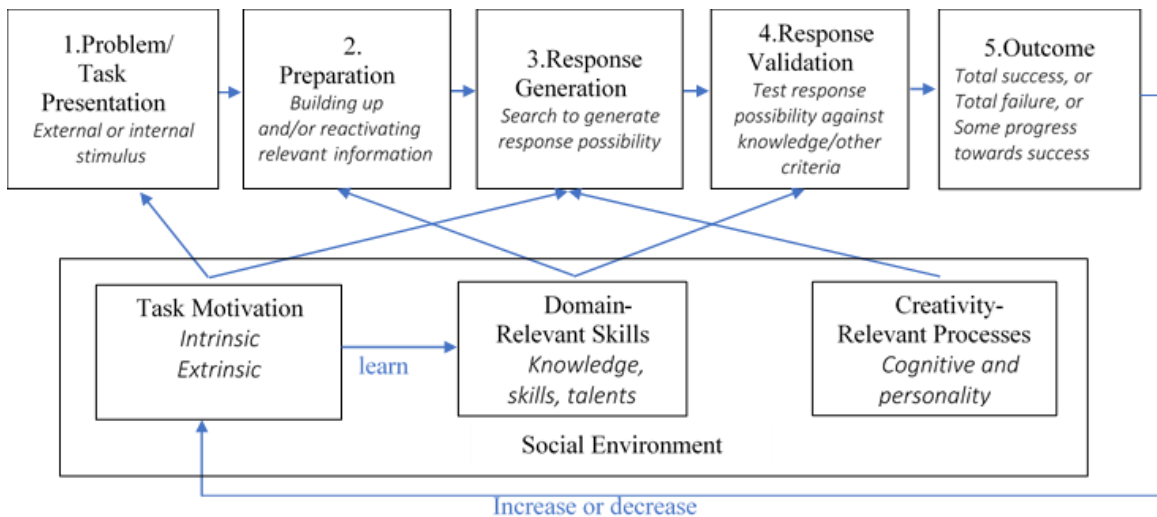 1.Problem/
Task
Presentation
External or internal
stimulus
2.
Preparation
Building up
and/or reactivating
relevant information
3.Response
Generation
Search to generate
response possibility
4.Response
Validation
Test response
possibility against
knowledge/other
criteria
5.Outcome
Total success, or
Total failure, or
Some progress
towards success
Task Motivation
Intrinsic
Extrinsic
learn
Domain-
Relevant Skills
Knowledge,
skills, talents
Creativity-
Relevant Processes
Cognitive and
personality
Social Environment
Increase or decrease